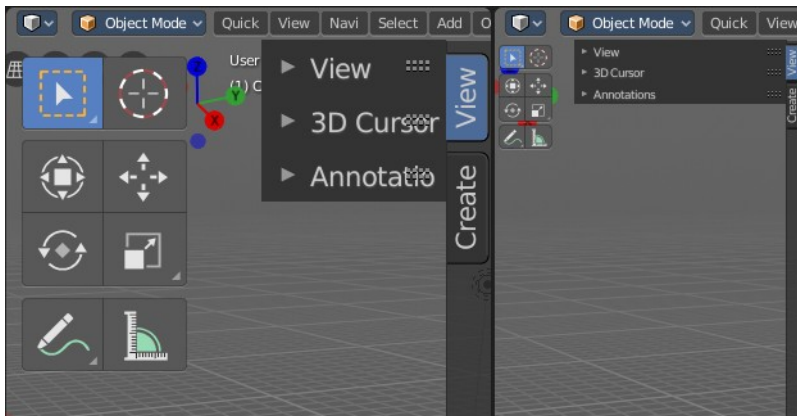 Object Mode Quick View Navi Select Add O
User
(1) C
View
3D Cursor
Annotatio
View
Create
Z
Y
X
Object Mode Quick View
View
3D Cursor
Annotations
View
Create